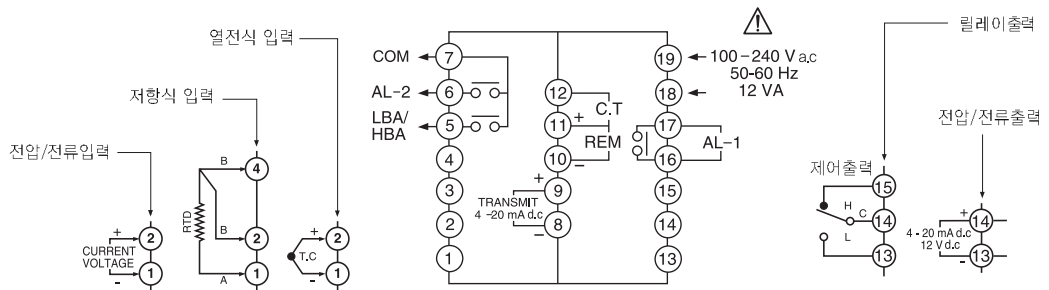 전압/전류입력
+
2
CURRENT
VOLTAGE
-
1
저항식 입력
B
4
RTD
B
2
A
1
열전식 입력
+
2
T.C
-
1
COM
7
AL-2
6
LBA/
HBA
5
4
3
2
1
12
C.T
11
+
REM
10
-
+
9
TRANSMIT
4 -20 mA d.c
8
-
19
100-240 V a.c
50-60 Hz
12 VA
18
17
AL-1
16
15
14
13
릴레이출력
제어출력
15
H
C
14
L
13
전압/전류출력
+
14
4 - 20 mA d.c
12 V d.c
-
13